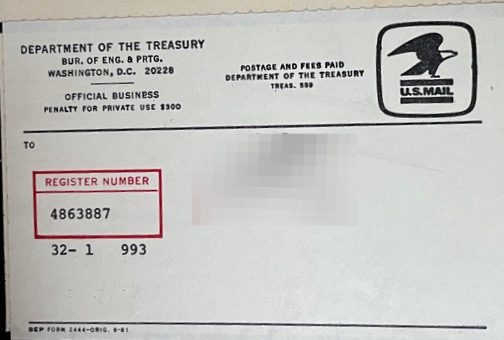 DEPARTMENT OF THE TREASURY
BUR. OF ENG. & PRTG.
WASHINGTON, D.C. 20228
OFFICIAL BUSINESS
PENALTY FOR PRIVATE USE $300
POSTAGE AND FEES PAID
DEPARTMENT OF THE TREASURY
TREAS. 559
U.S.MAIL
TO
REGISTER NUMBER
4863887
32- 1 993
BEP FORM 2444-ORIG. 6-81